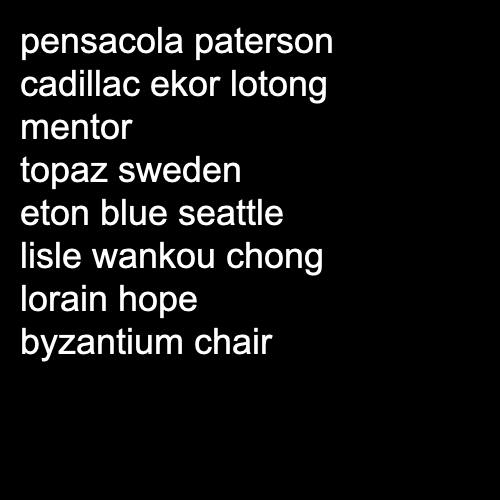 pensacola paterson
cadillac ekor lotong
mentor
topaz sweden
eton blue seattle
lisle wankou chong
lorain hope
byzantium chair